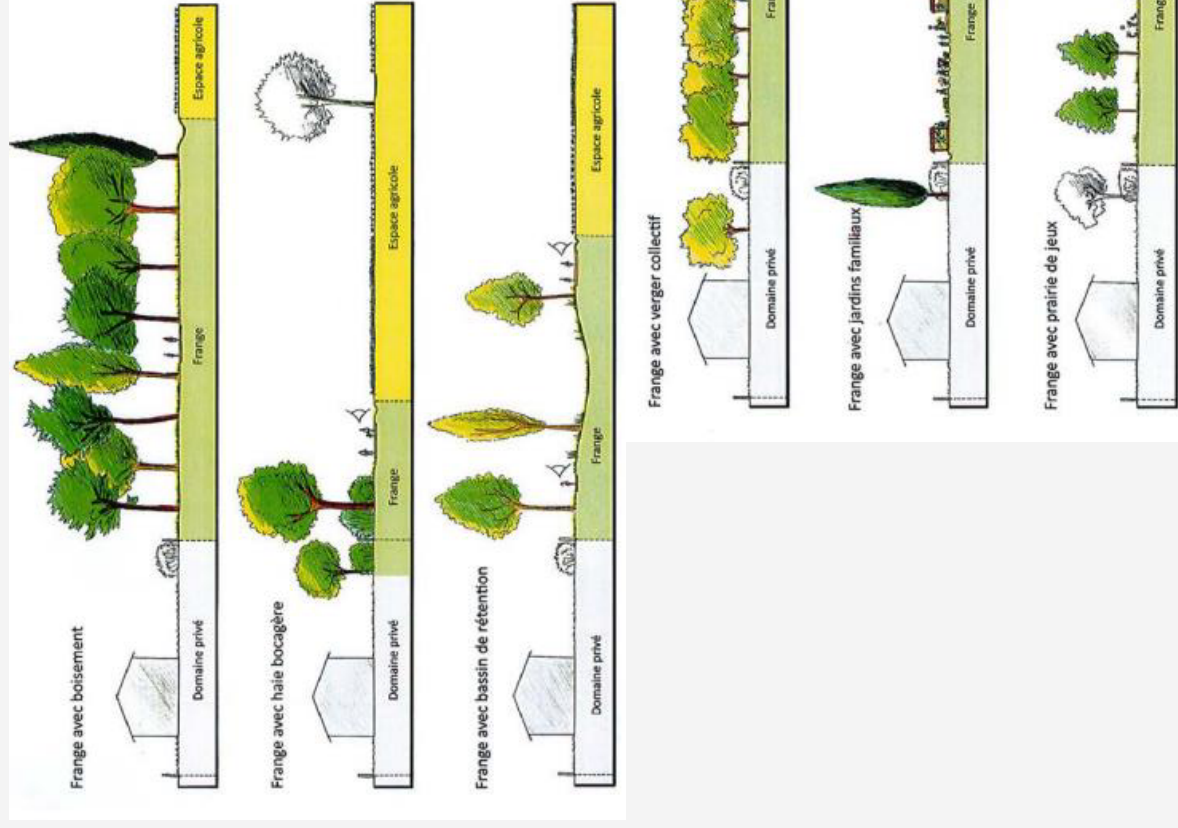 Frange avec boisement
Domaine privé
Frange
Espace agricole
Frange avec haie bocagère
Domaine privé
Frange
Espace agricole
Frange avec bassin de rétention
Domaine privé
Frange
Espace agricole
Frange avec verger collectif
Domaine privé
Frange avec jardins familiaux
Domaine privé
Frange
Frange avec prairie de jeux
Domaine privé